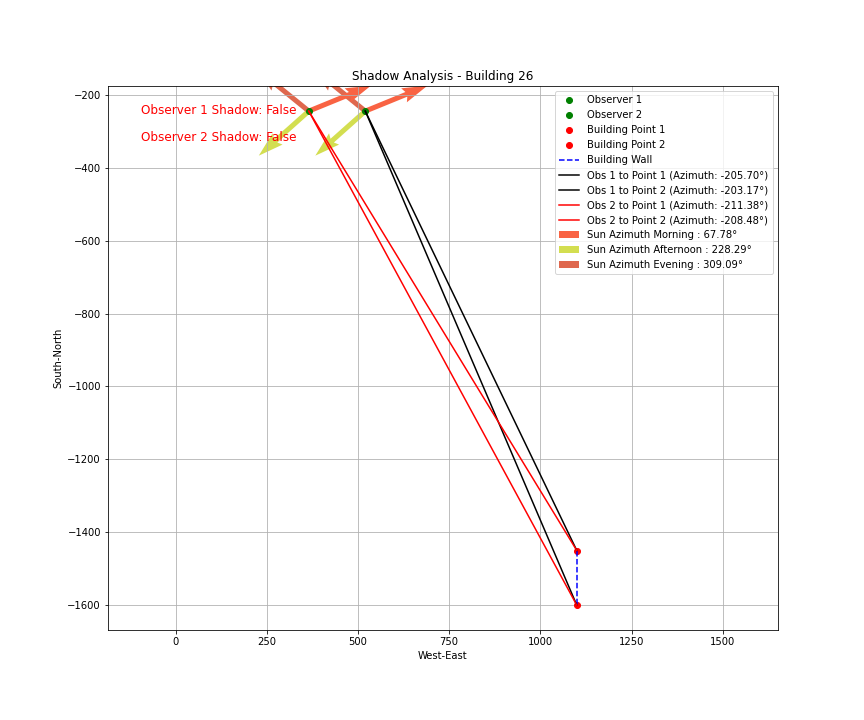 Shadow Analysis - Building 26
Observer 1 Shadow: False
Observer 2 Shadow: False
Observer 1
Observer 2
Building Point 1
Building Point 2
Building Wall
Obs 1 to Point 1 (Azimuth: -205.70°)
Obs 1 to Point 2 (Azimuth: -203.17°)
Obs 2 to Point 1 (Azimuth: -211.38°)
Obs 2 to Point 2 (Azimuth: -208.48°)
Sun Azimuth Morning : 67.78°
Sun Azimuth Afternoon : 228.29°
Sun Azimuth Evening : 309.09°
South-North
−200
−400
−600
−800
−1000
−1200
−1400
−1600
0 250 500 750 1000 1250 1500
West-East